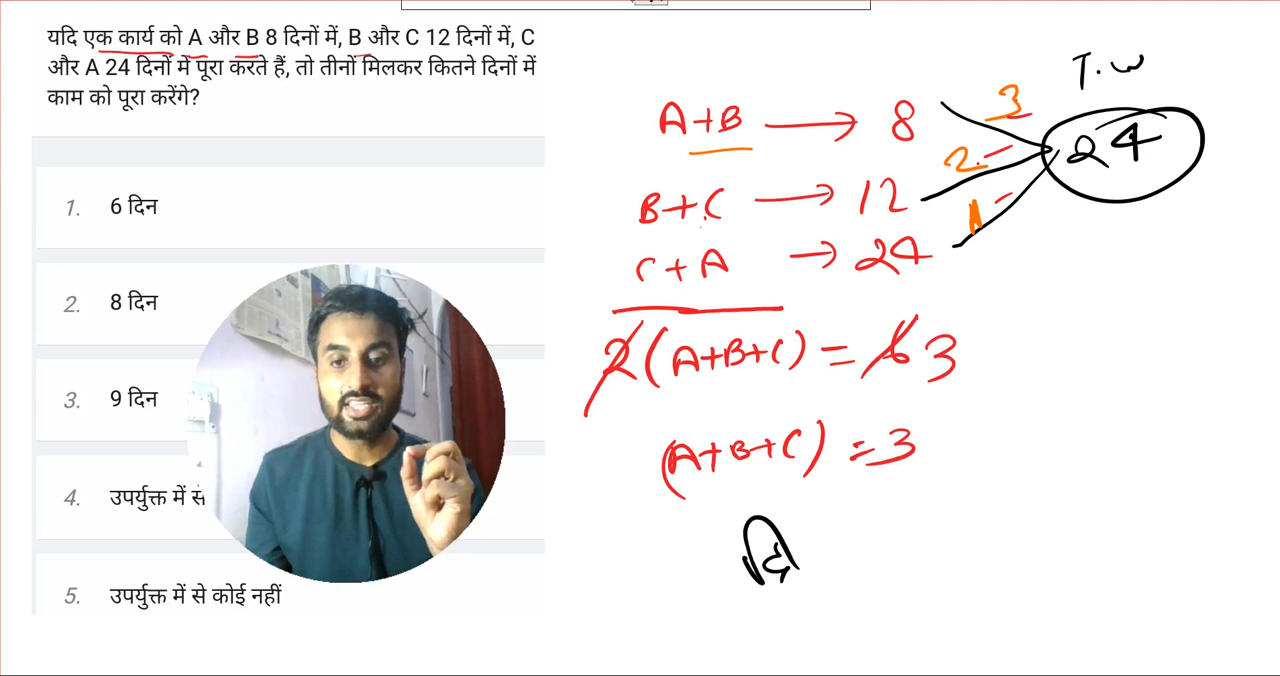 यदि एक कार्य को A और B 8 दिनों में, B और C 12 दिनों में, C
और A 24 दिनों में पूरा करते हैं, तो तीनों मिलकर कितने दिनों में
काम को पूरा करेंगे?
1. 6 दिन
2. 8 दिन
3. 9 दिन
4. उपर्युक्त में से
5. उपर्युक्त में से कोई नहीं
T.W
A+B → 8 3 24
B+C → 12 2
C+A → 24 1
2(A+B+C) = 6 3
(A+B+C) = 3
दि